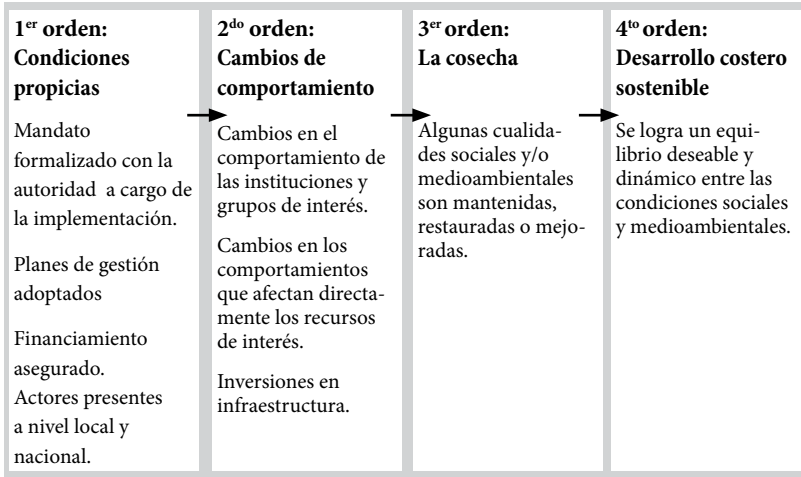 1er orden:
Condiciones
propicias
Mandato
formalizado con la
autoridad a cargo de
la implementación.
Planes de gestión
adoptados
Financiamiento
asegurado.
Actores presentes
a nivel local y
nacional.
2do orden:
Cambios de
comportamiento
Cambios en el
comportamiento de
las instituciones y
grupos de interés.
Cambios en los
comportamientos
que afectan directa-
mente los recursos
de interés.
Inversiones en
infraestructura.
3er orden:
La cosecha
Algunas cualida-
des sociales y/o
medioambientales
son mantenidas,
restauradas o mejo-
radas.
4to orden:
Desarrollo costero
sostenible
Se logra un equi-
librio deseable y
dinámico entre las
condiciones sociales
y medioambientales.